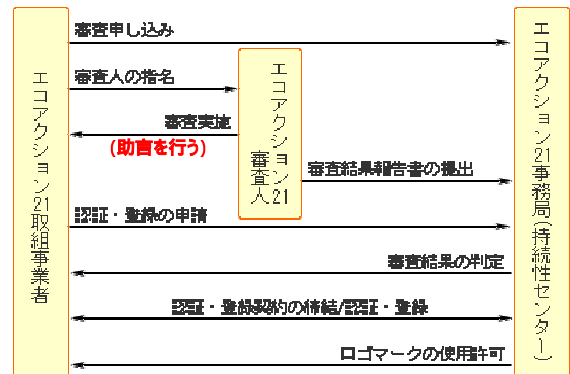 審査申し込み
審査人の指名
審査実施
(助言を行う)
審査結果報告書の提出
認証・登録の申請
審査結果の判定
認証・登録契約の締結/認証・登録
ロゴマークの使用許可
エコアクション21取組事業者
エコアクション21
審査人
エコアクション21事務局(持続性センター)